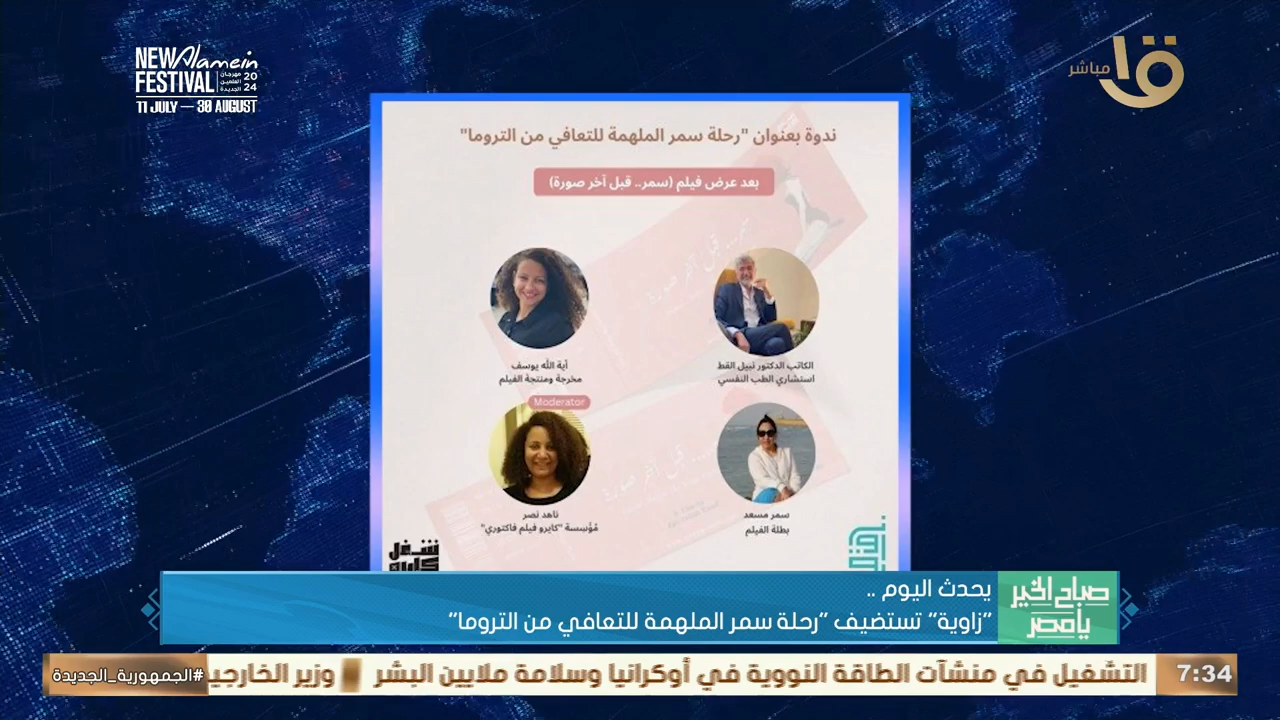 NEW Alamein
FESTIVAL
مهرجان
العلمين
الجديدة
2024
11 JULY — 30 AUGUST
مباشر
ندوة بعنوان "رحلة سمر الملهمة للتعافي من التروما"
بعد عرض فيلم (سمر.. قبل آخر صورة)
آية الله يوسف
مخرجة ومنتجة الفيلم
الكاتب الدكتور نبيل القط
استشاري الطب النفسي
Moderator
ناهد نصر
مُؤسِسة "كايرو فيلم فاكتوري"
سمر مسعد
بطلة الفيلم
صباح الخير
يا مصر
يحدث اليوم ..
"زاوية" تستضيف "رحلة سمر الملهمة للتعافي من التروما"
7:34
التشغيل في منشآت الطاقة النووية في أوكرانيا وسلامة ملايين البشر
وزير الخارجي
#الجمهورية_الجديدة